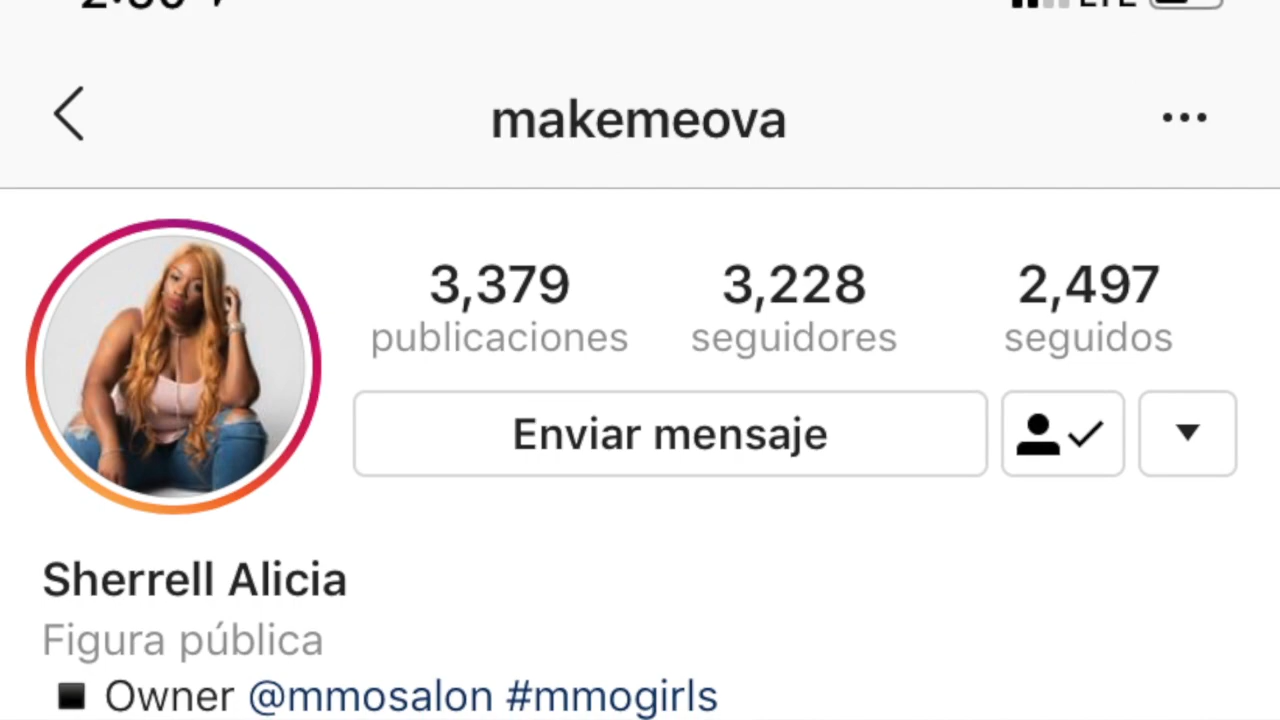 makemeova
3,379 3,228 2,497
publicaciones seguidores seguidos
Enviar mensaje
Sherrell Alicia
Figura pública
Owner @mmosalon #mmogirls